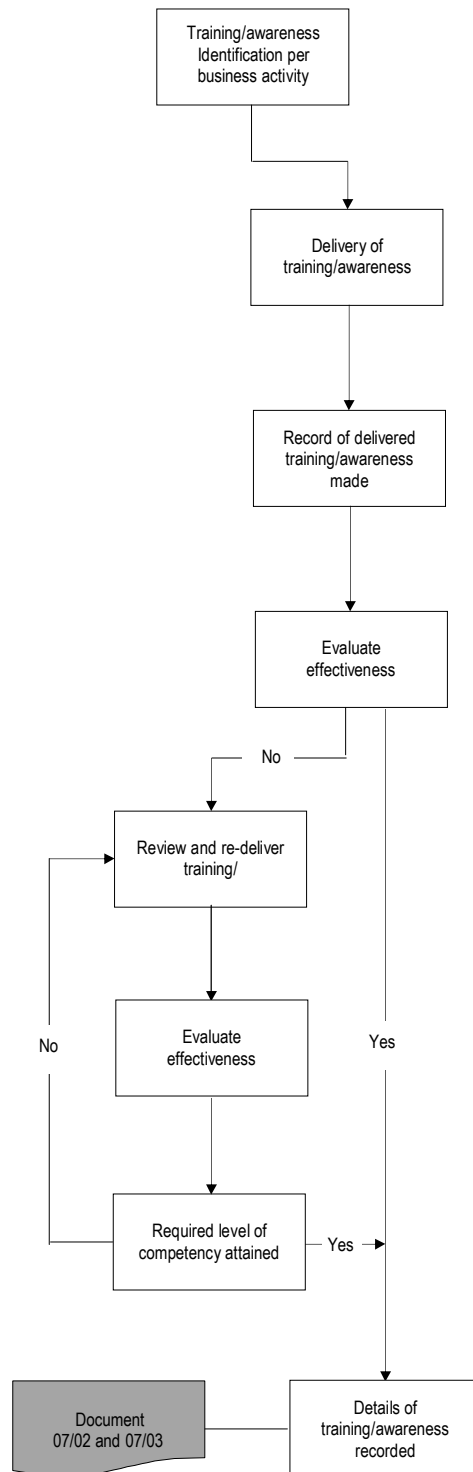 Training/awareness
Identification per
business activity
Delivery of
training/awareness
Record of delivered
training/awareness
made
Evaluate
effectiveness
No
Review and re-deliver
training/
Evaluate
effectiveness
No
Yes
Required level of
competency attained
Yes
Document
07/02 and 07/03
Details of
training/awareness
recorded